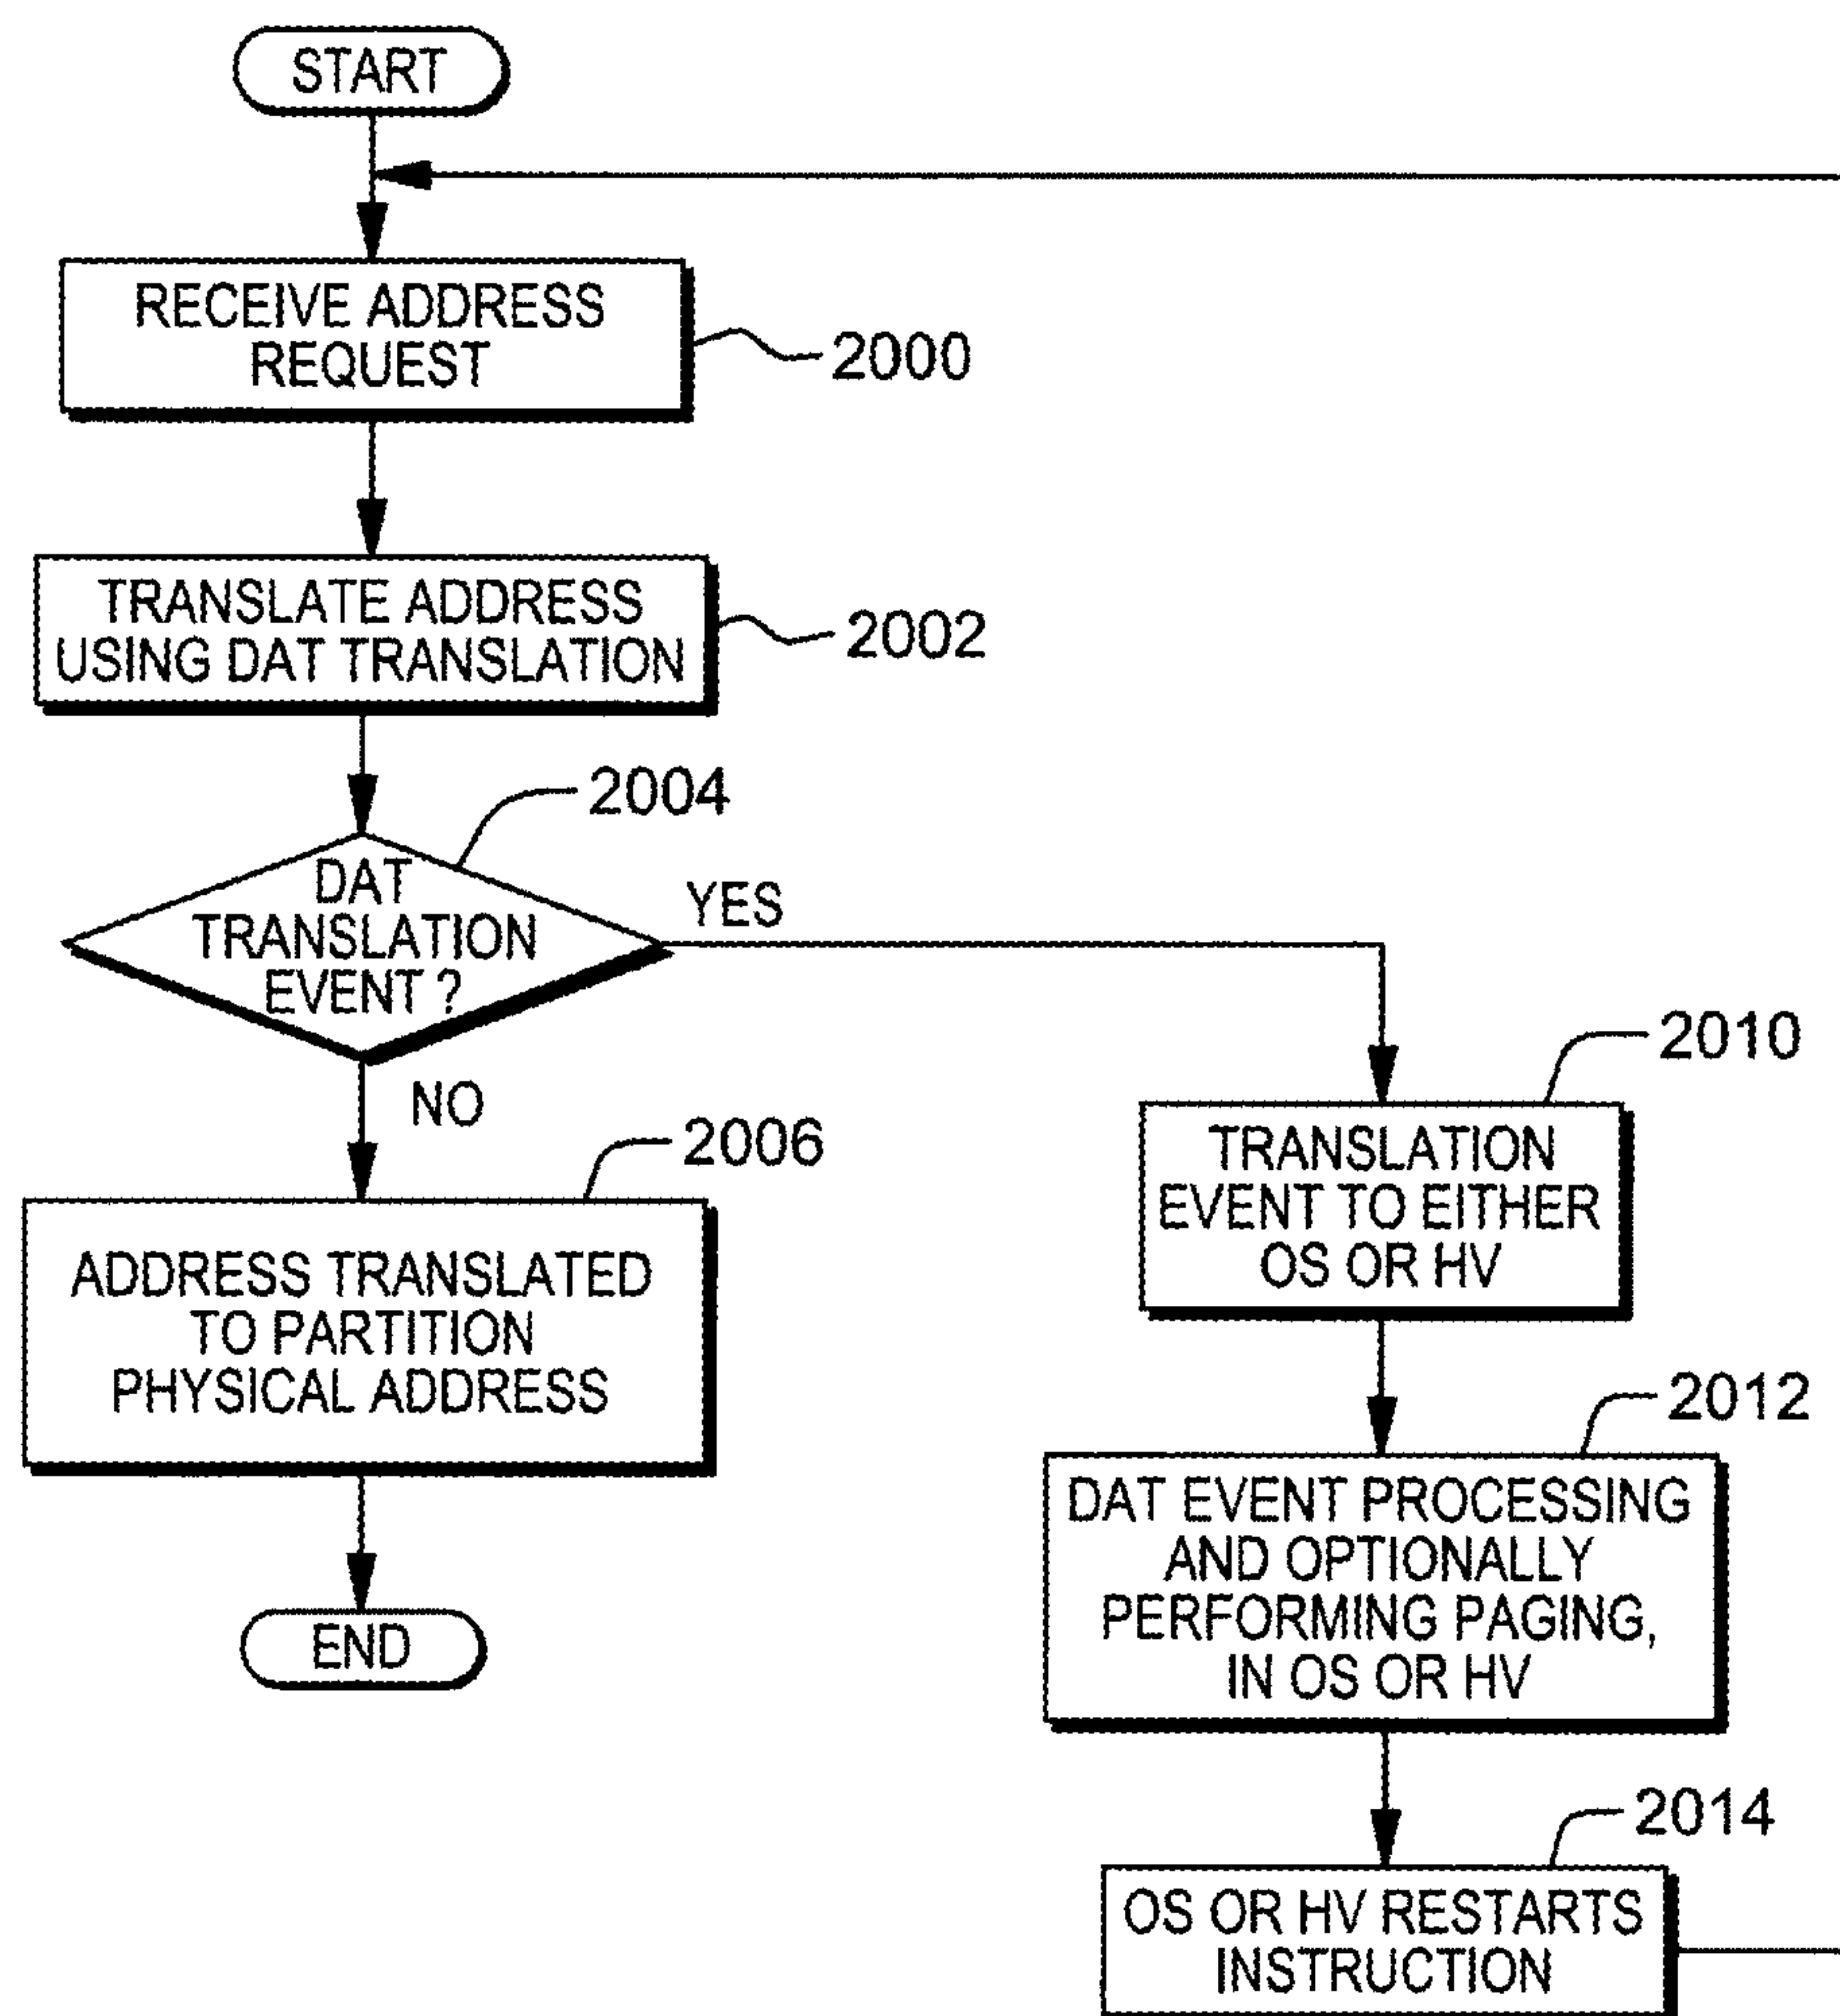 START
RECEIVE ADDRESS
REQUEST
2000
TRANSLATE ADDRESS
USING DAT TRANSLATION
2002
2004
DAT
TRANSLATION
EVENT ?
YES
NO
2006
ADDRESS TRANSLATED
TO PARTITION
PHYSICAL ADDRESS
END
2010
TRANSLATION
EVENT TO EITHER
OS OR HV
2012
DAT EVENT PROCESSING
AND OPTIONALLY
PERFORMING PAGING,
IN OS OR HV
2014
OS OR HV RESTARTS
INSTRUCTION